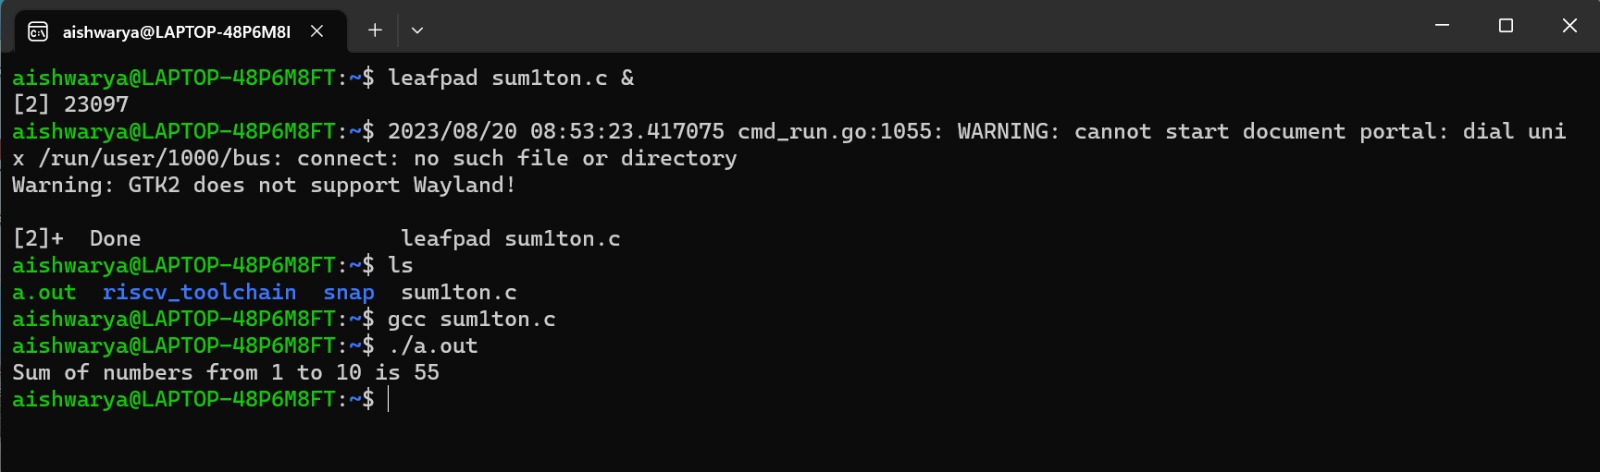 aishwarya@LAPTOP-48P6M8I
aishwarya@LAPTOP-48P6M8FT:~$ leafpad sum1ton.c &
[2] 23097
aishwarya@LAPTOP-48P6M8FT:~$ 2023/08/20 08:53:23.417075 cmd_run.go:1055: WARNING: cannot start document portal: dial uni
x /run/user/1000/bus: connect: no such file or directory
Warning: GTK2 does not support Wayland!
[2]+  Done                    leafpad sum1ton.c
aishwarya@LAPTOP-48P6M8FT:~$ ls
a.out  riscv_toolchain  snap  sum1ton.c
aishwarya@LAPTOP-48P6M8FT:~$ gcc sum1ton.c
aishwarya@LAPTOP-48P6M8FT:~$ ./a.out
Sum of numbers from 1 to 10 is 55
aishwarya@LAPTOP-48P6M8FT:~$